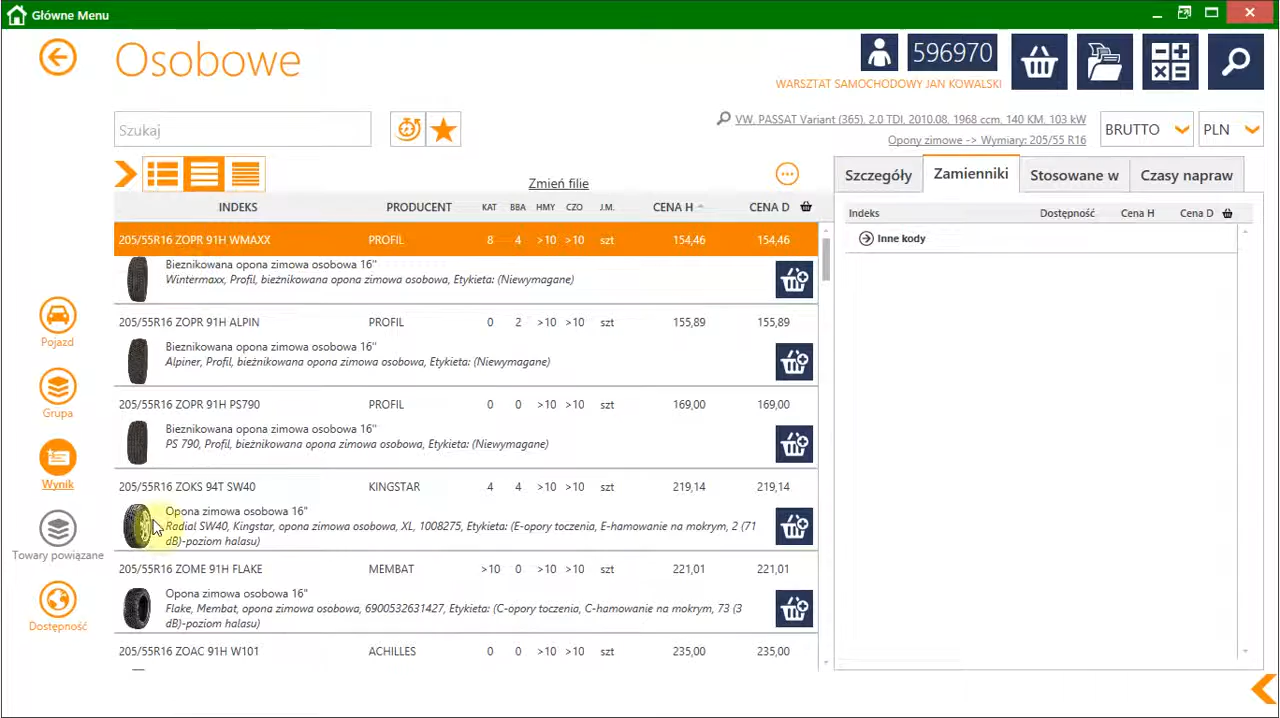 Główne Menu
Osobowe
596970
WARSZTAT SAMOCHODOWY JAN KOWALSKI
Szukaj
VW. PASSAT Variant (365). 2.0 TDI, 2010.08. 1968 ccm. 140 KM. 103 kW
Opony zimowe -> Wymiary: 205/55 R16
BRUTTO
PLN
Zmień filie
Szczegóły
Zamienniki
Stosowane w
Czasy napraw
INDEKS PRODUCENT KAT BBA HMY CZO J.M. CENA H CENA D
Indeks Dostępność Cena H Cena D
Inne kody
205/55R16 ZOPR 91H WMAXX PROFIL 8 4 >10 >10 szt 154,46 154,46
Bieznikowana opona zimowa osobowa 16"
Wintermaxx, Profil, bieżnikowana opona zimowa osobowa, Etykieta: (Niewymagane)
205/55R16 ZOPR 91H ALPIN PROFIL 0 2 >10 >10 szt 155,89 155,89
Bieznikowana opona zimowa osobowa 16"
Alpiner, Profil, bieżnikowana opona zimowa osobowa, Etykieta: (Niewymagane)
205/55R16 ZOPR 91H PS790 PROFIL 0 0 >10 >10 szt 169,00 169,00
Bieznikowana opona zimowa osobowa 16"
PS 790, Profil, bieżnikowana opona zimowa osobowa, Etykieta: (Niewymagane)
205/55R16 ZOKS 94T SW40 KINGSTAR 4 4 >10 >10 szt 219,14 219,14
Opona zimowa osobowa 16"
Radial SW40, Kingstar, opona zimowa osobowa, XL, 1008275, Etykieta: (E-opory toczenia, E-hamowanie na mokrym, 2 (71
dB)-poziom halasu)
205/55R16 ZOME 91H FLAKE MEMBAT >10 0 >10 >10 szt 221,01 221,01
Opona zimowa osobowa 16"
Flake, Membat, opona zimowa osobowa, 6900532631427, Etykieta: (C-opory toczenia, C-hamowanie na mokrym, 73 (3
dB)-poziom halasu)
205/55R16 ZOAC 91H W101 ACHILLES 0 0 >10 >10 szt 235,00 235,00
Pojazd
Grupa
Wynik
Towary powiązane
Dostępność